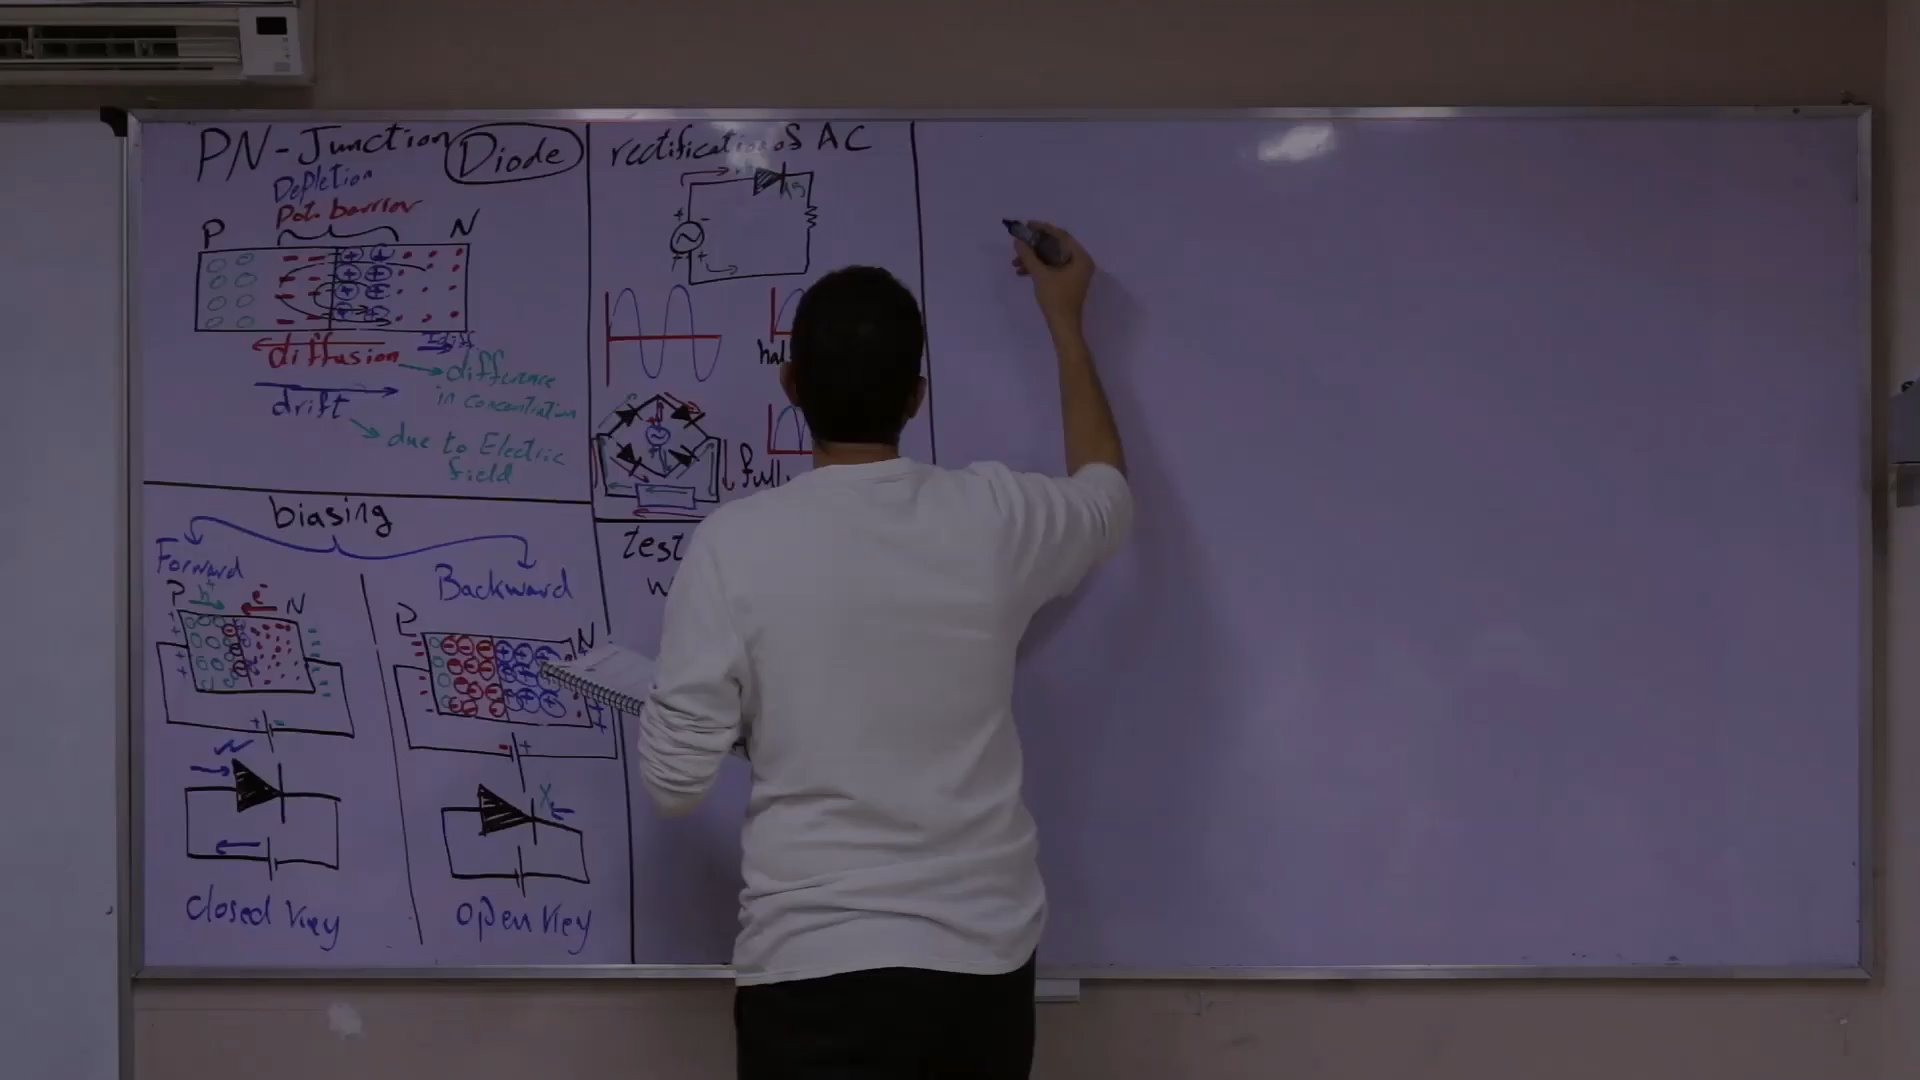 PN-Junction Diode
Depletion
Pot. barrier
P N
diffusion
difference
in concentration
drift
due to Electric
field
biasing
Forward
P h+ e- N
Backward
P N
closed key
open key
rectification of AC
full
test